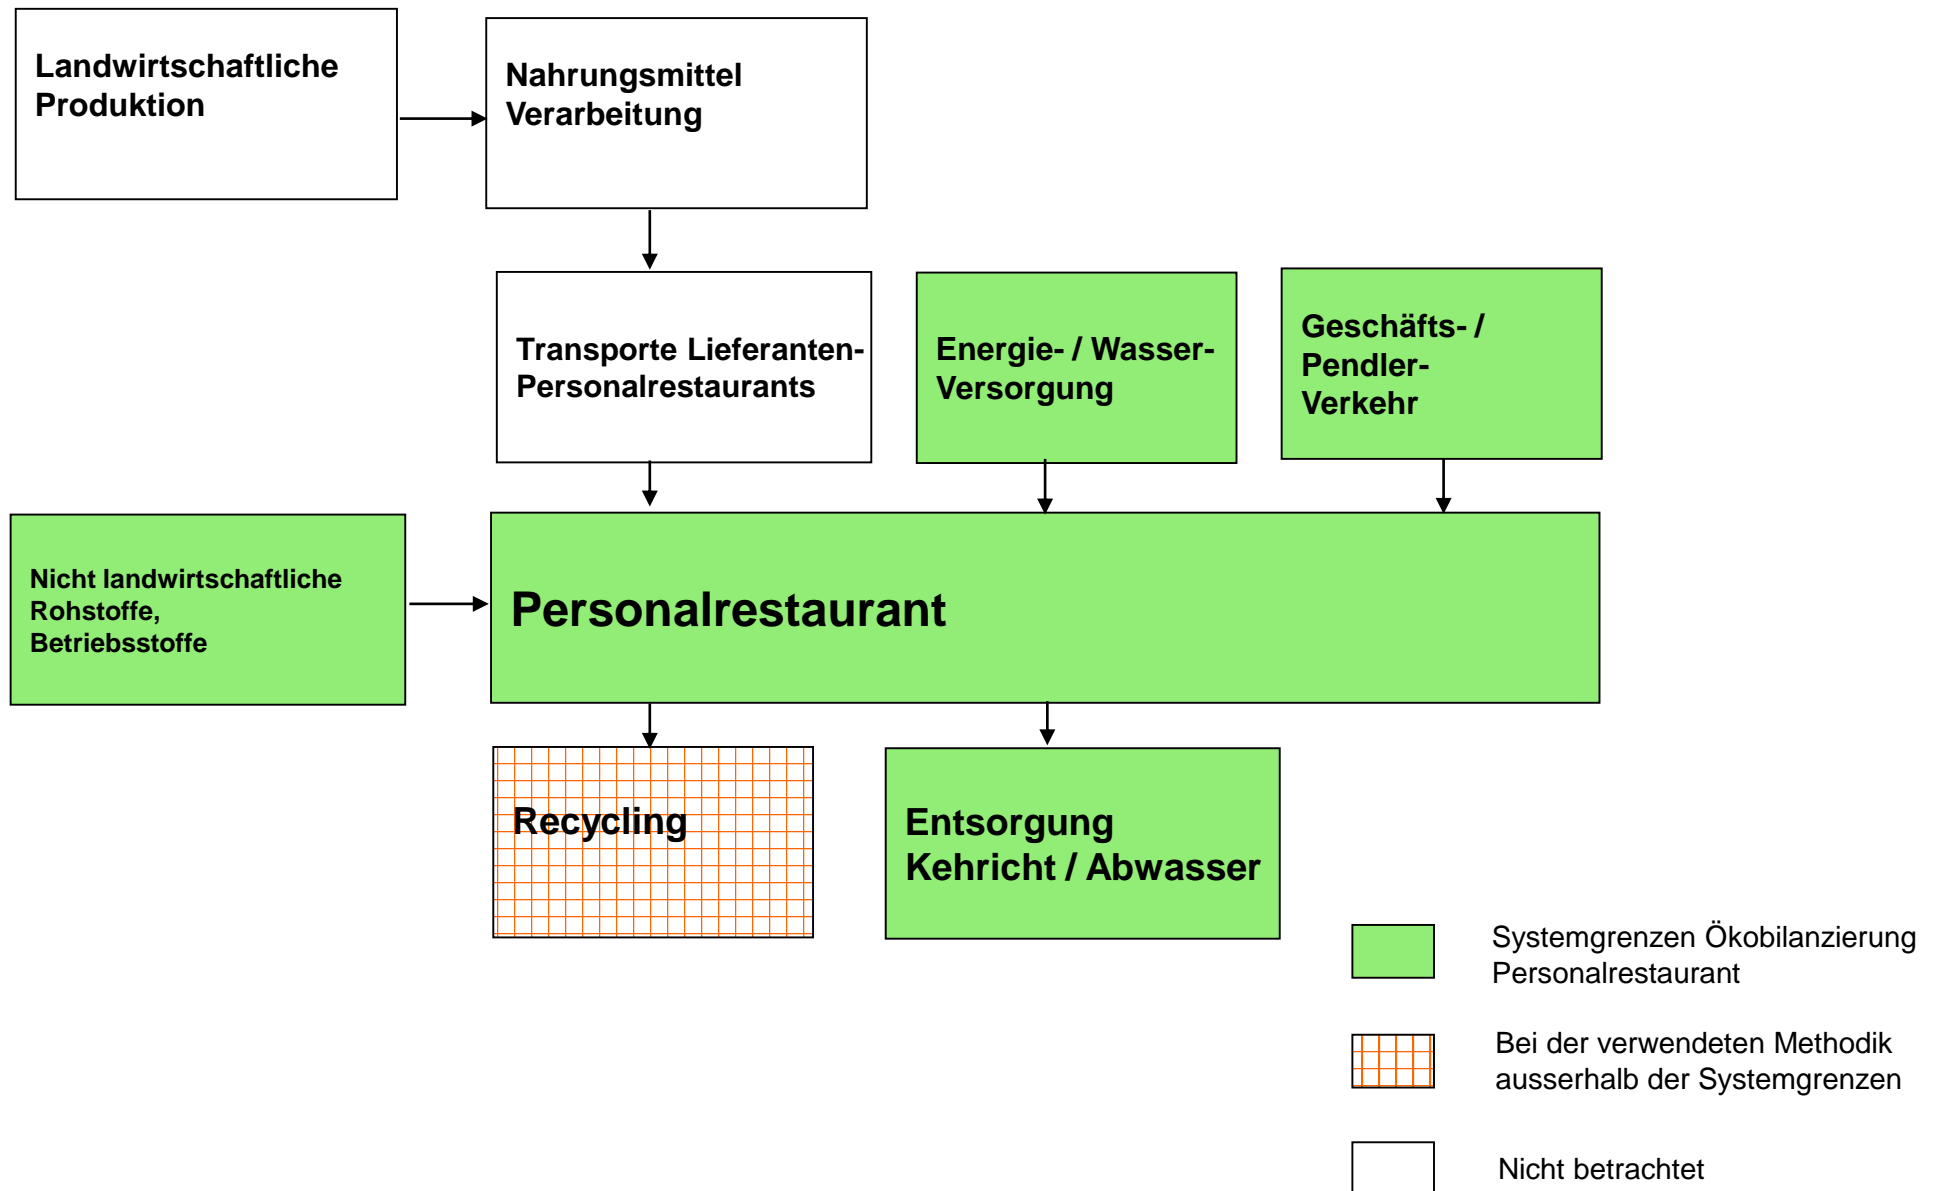 Landwirtschaftliche
Produktion
Nahrungsmittel
Verarbeitung
Transporte Lieferanten-
Personalrestaurants
Energie- / Wasser-
Versorgung
Geschäfts- /
Pendler-
Verkehr
Nicht landwirtschaftliche
Rohstoffe,
Betriebsstoffe
Personalrestaurant
Recycling
Entsorgung
Kehricht / Abwasser
Systemgrenzen Ökobilanzierung
Personalrestaurant
Bei der verwendeten Methodik
ausserhalb der Systemgrenzen
Nicht betrachtet